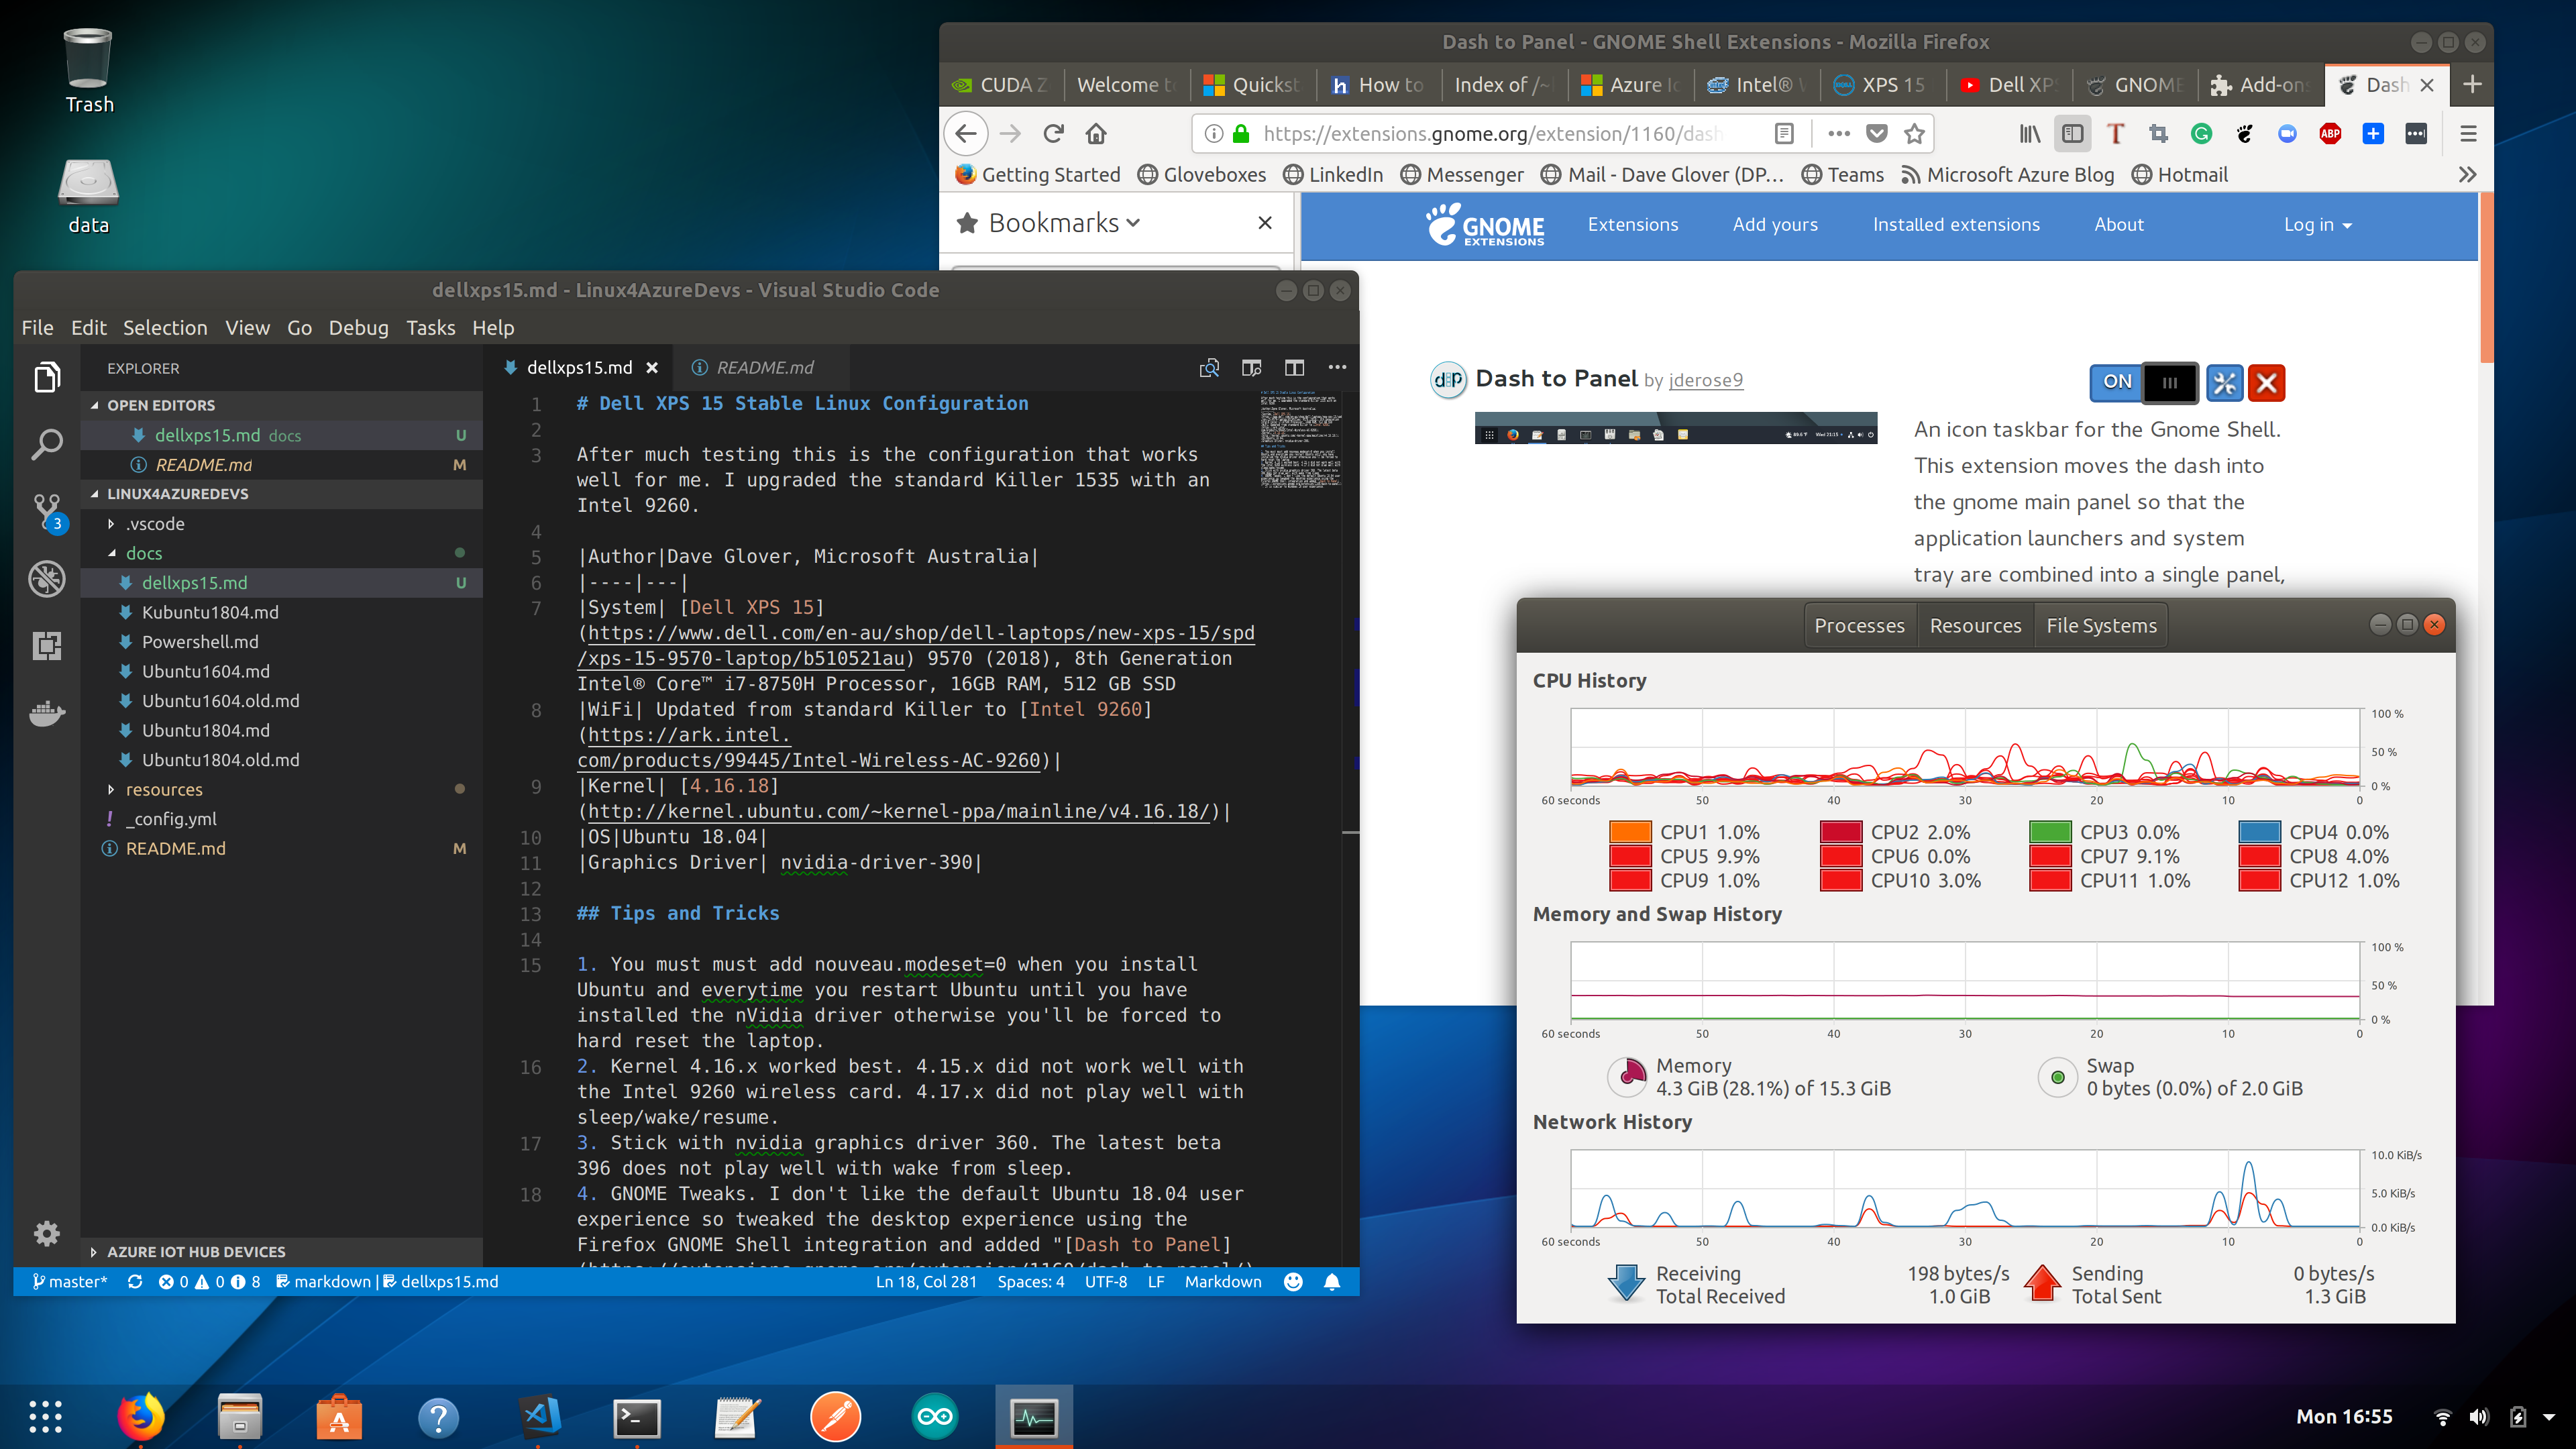 Trash
data
Dash to Panel - GNOME Shell Extensions - Mozilla Firefox
CUDA Z
Welcome to
Quickst
How to
Index of /~
Azure Io
Intel® W
XPS 15
Dell XPS
GNOME
Add-ons
Dash
https://extensions.gnome.org/extension/1160/dash
Getting Started
Gloveboxes
LinkedIn
Messenger
Mail - Dave Glover (DP...
Teams
Microsoft Azure Blog
Hotmail
Bookmarks
GNOME
EXTENSIONS
Extensions
Add yours
Installed extensions
About
Log in
Dash to Panel by jderose9
ON
An icon taskbar for the Gnome Shell.
This extension moves the dash into
the gnome main panel so that the
application launchers and system
tray are combined into a single panel,
dellxps15.md - Linux4AzureDevs - Visual Studio Code
File Edit Selection View Go Debug Tasks Help
EXPLORER
OPEN EDITORS
dellxps15.md docs U
README.md M
LINUX4AZUREDEVS
.vscode
docs
dellxps15.md U
Kubuntu1804.md
Powershell.md
Ubuntu1604.md
Ubuntu1604.old.md
Ubuntu1804.md
Ubuntu1804.old.md
resources
! _config.yml
README.md M
AZURE IOT HUB DEVICES
3
dellxps15.md
README.md
1 # Dell XPS 15 Stable Linux Configuration
2
3 After much testing this is the configuration that works
well for me. I upgraded the standard Killer 1535 with an
Intel 9260.
4
5 |Author|Dave Glover, Microsoft Australia|
6 |----|---|
7 |System| [Dell XPS 15]
(https://www.dell.com/en-au/shop/dell-laptops/new-xps-15/spd
/xps-15-9570-laptop/b510521au) 9570 (2018), 8th Generation
Intel® Core™ i7-8750H Processor, 16GB RAM, 512 GB SSD
8 |WiFi| Updated from standard Killer to [Intel 9260]
(https://ark.intel.
com/products/99445/Intel-Wireless-AC-9260)|
9 |Kernel| [4.16.18]
(http://kernel.ubuntu.com/~kernel-ppa/mainline/v4.16.18/)|
10 |OS|Ubuntu 18.04|
11 |Graphics Driver| nvidia-driver-390|
12
13 ## Tips and Tricks
14
15 1. You must must add nouveau.modeset=0 when you install
Ubuntu and everytime you restart Ubuntu until you have
installed the nVidia driver otherwise you'll be forced to
hard reset the laptop.
16 2. Kernel 4.16.x worked best. 4.15.x did not work well with
the Intel 9260 wireless card. 4.17.x did not play well with
sleep/wake/resume.
17 3. Stick with nvidia graphics driver 360. The latest beta
396 does not play well with wake from sleep.
18 4. GNOME Tweaks. I don't like the default Ubuntu 18.04 user
experience so tweaked the desktop experience using the
Firefox GNOME Shell integration and added "[Dash to Panel]
(https://extensions.gnome.org/extension/1160/dash-to-panel/)
master* 0 0 8 markdown | dellxps15.md
Ln 18, Col 281 Spaces: 4 UTF-8 LF Markdown
Processes Resources File Systems
CPU History
100 %
50 %
0 %
60 seconds 50 40 30 20 10 0
CPU1 1.0% CPU2 2.0% CPU3 0.0% CPU4 0.0%
CPU5 9.9% CPU6 0.0% CPU7 9.1% CPU8 4.0%
CPU9 1.0% CPU10 3.0% CPU11 1.0% CPU12 1.0%
Memory and Swap History
100 %
50 %
0 %
60 seconds 50 40 30 20 10 0
Memory
4.3 GiB (28.1%) of 15.3 GiB
Swap
0 bytes (0.0%) of 2.0 GiB
Network History
10.0 KiB/s
5.0 KiB/s
0.0 KiB/s
60 seconds 50 40 30 20 10 0
Receiving 198 bytes/s
Total Received 1.0 GiB
Sending 0 bytes/s
Total Sent 1.3 GiB
Mon 16:55